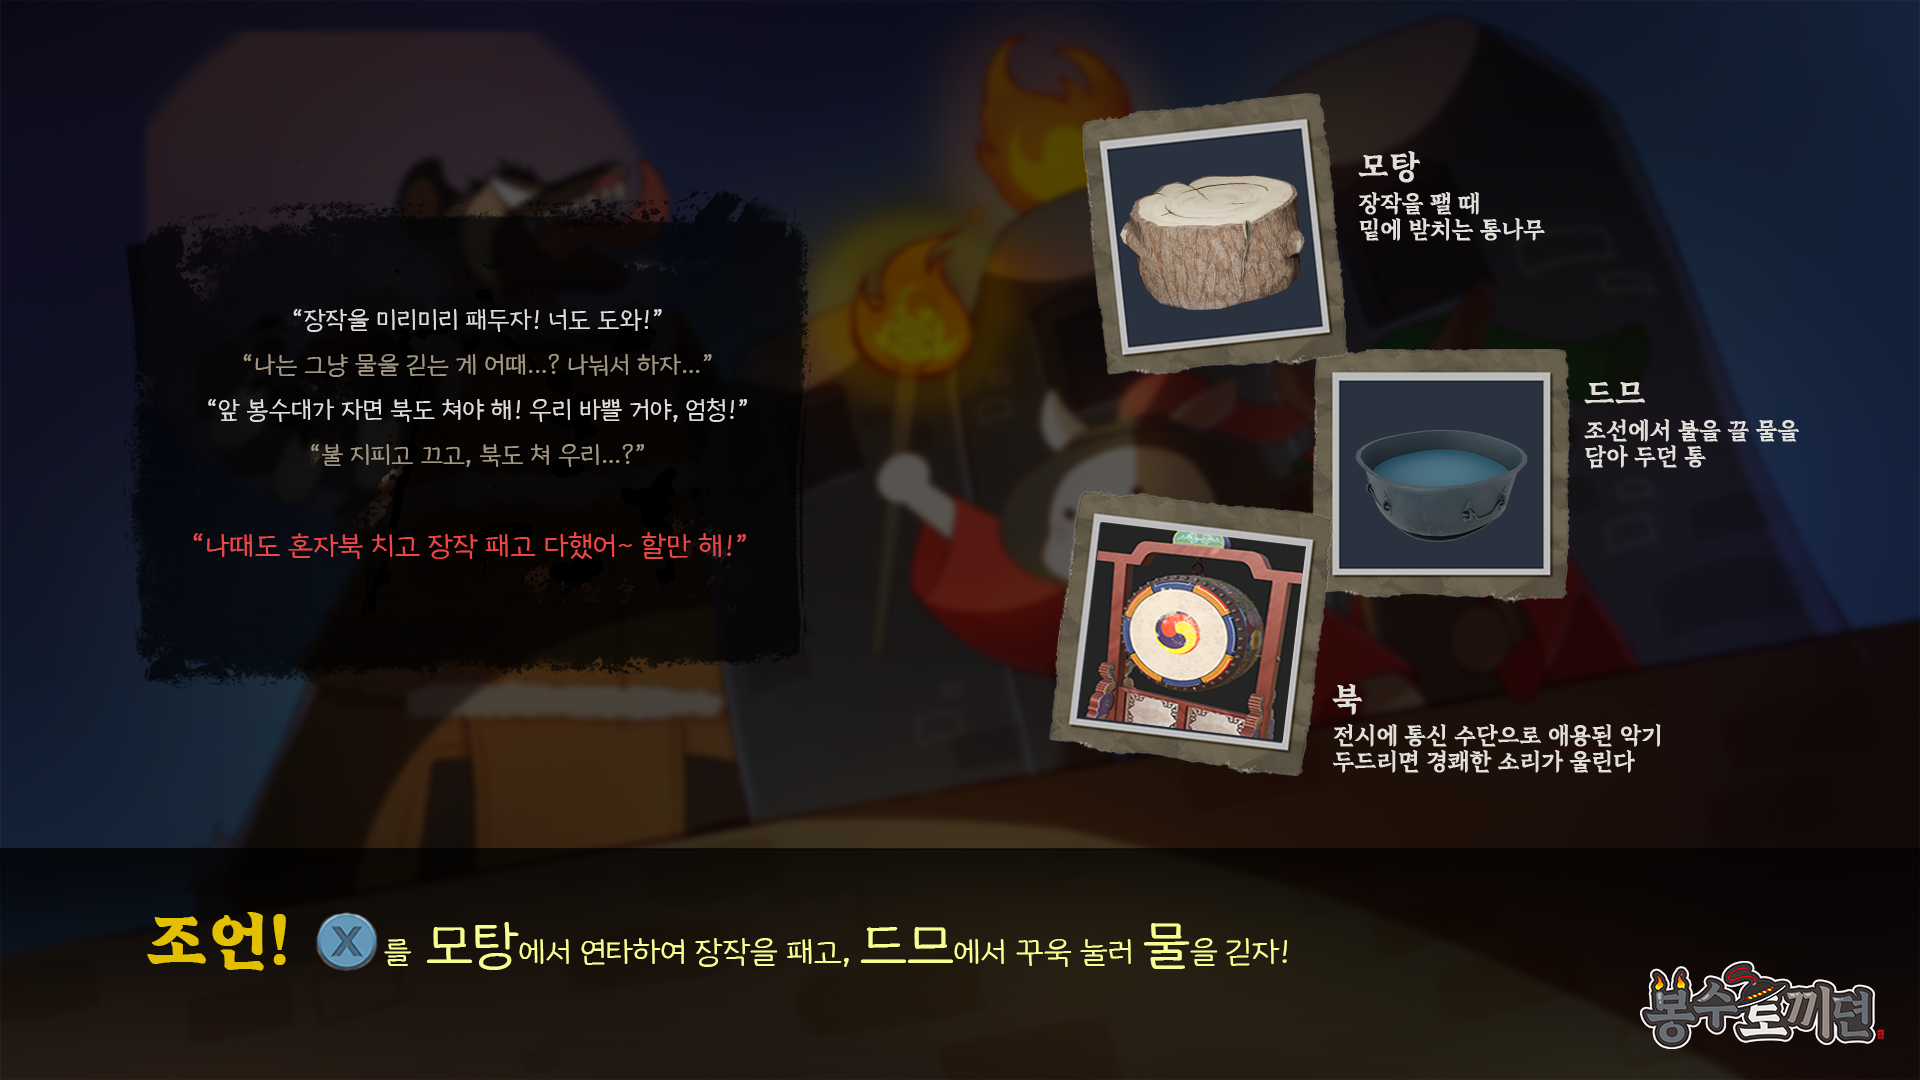 “장작을 미리미리 패두자! 너도 도와!”
“나는 그냥 물을 긷는 게 어때...? 나눠서 하자...”
“앞 봉수대가 자면 북도 쳐야 해! 우리 바쁠 거야, 엄청!”
“불 지피고 끄고, 북도 쳐 우리...?”
“나때도 혼자북 치고 장작 패고 다했어~ 할만 해!”
모탕
장작을 팰 때
밑에 받치는 통나무
드므
조선에서 불을 끌 물을
담아 두던 통
북
전시에 통신 수단으로 애용된 악기
두드리면 경쾌한 소리가 울린다
조언! X를 모탕에서 연타하여 장작을 패고, 드므에서 꾸욱 눌러 물을 긷자!
봉수토끼뎐